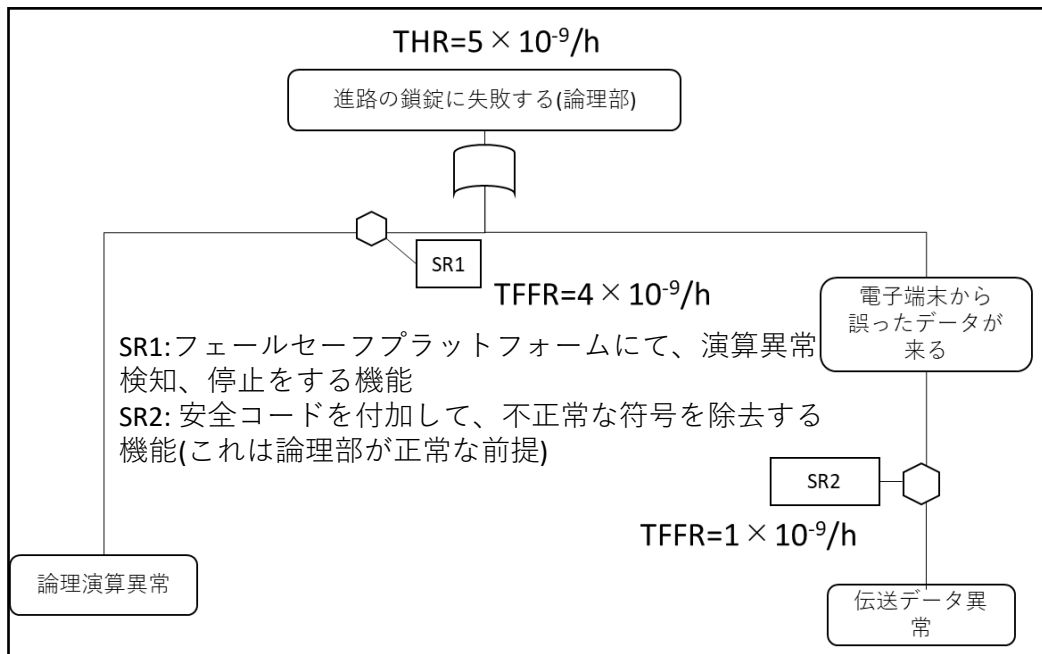 THR=5×10⁻⁹/h
進路の鎖錠に失敗する(論理部)
SR1
TFFR=4×10⁻⁹/h
電子端末から
誤ったデータが
来る
SR1:フェールセーフプラットフォームにて、演算異常
検知、停止をする機能
SR2: 安全コードを付加して、不正常な符号を除去する
機能(これは論理部が正常な前提)
SR2
TFFR=1×10⁻⁹/h
論理演算異常
伝送データ異
常